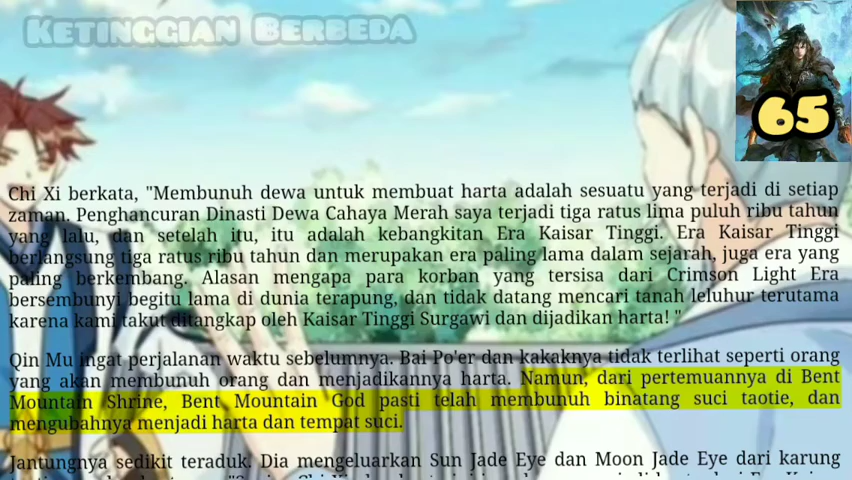 Ketinggian Berbeda
65
Chi Xi berkata, "Membunuh dewa untuk membuat harta adalah sesuatu yang terjadi di setiap
zaman. Penghancuran Dinasti Dewa Cahaya Merah saya terjadi tiga ratus lima puluh ribu tahun
yang lalu, dan setelah itu, itu adalah kebangkitan Era Kaisar Tinggi. Era Kaisar Tinggi
berlangsung tiga ratus ribu tahun dan merupakan era paling lama dalam sejarah, juga era yang
paling berkembang. Alasan mengapa para korban yang tersisa dari Crimson Light Era
bersembunyi begitu lama di dunia terapung, dan tidak datang mencari tanah leluhur terutama
karena kami takut ditangkap oleh Kaisar Tinggi Surgawi dan dijadikan harta! "
Qin Mu ingat perjalanan waktu sebelumnya. Bai Po'er dan kakaknya tidak terlihat seperti orang
yang akan membunuh orang dan menjadikannya harta. Namun, dari pertemuannya di Bent
Mountain Shrine, Bent Mountain God pasti telah membunuh binatang suci taotie, dan
mengubahnya menjadi harta dan tempat suci.
Jantungnya sedikit teraduk. Dia mengeluarkan Sun Jade Eye dan Moon Jade Eye dari karung